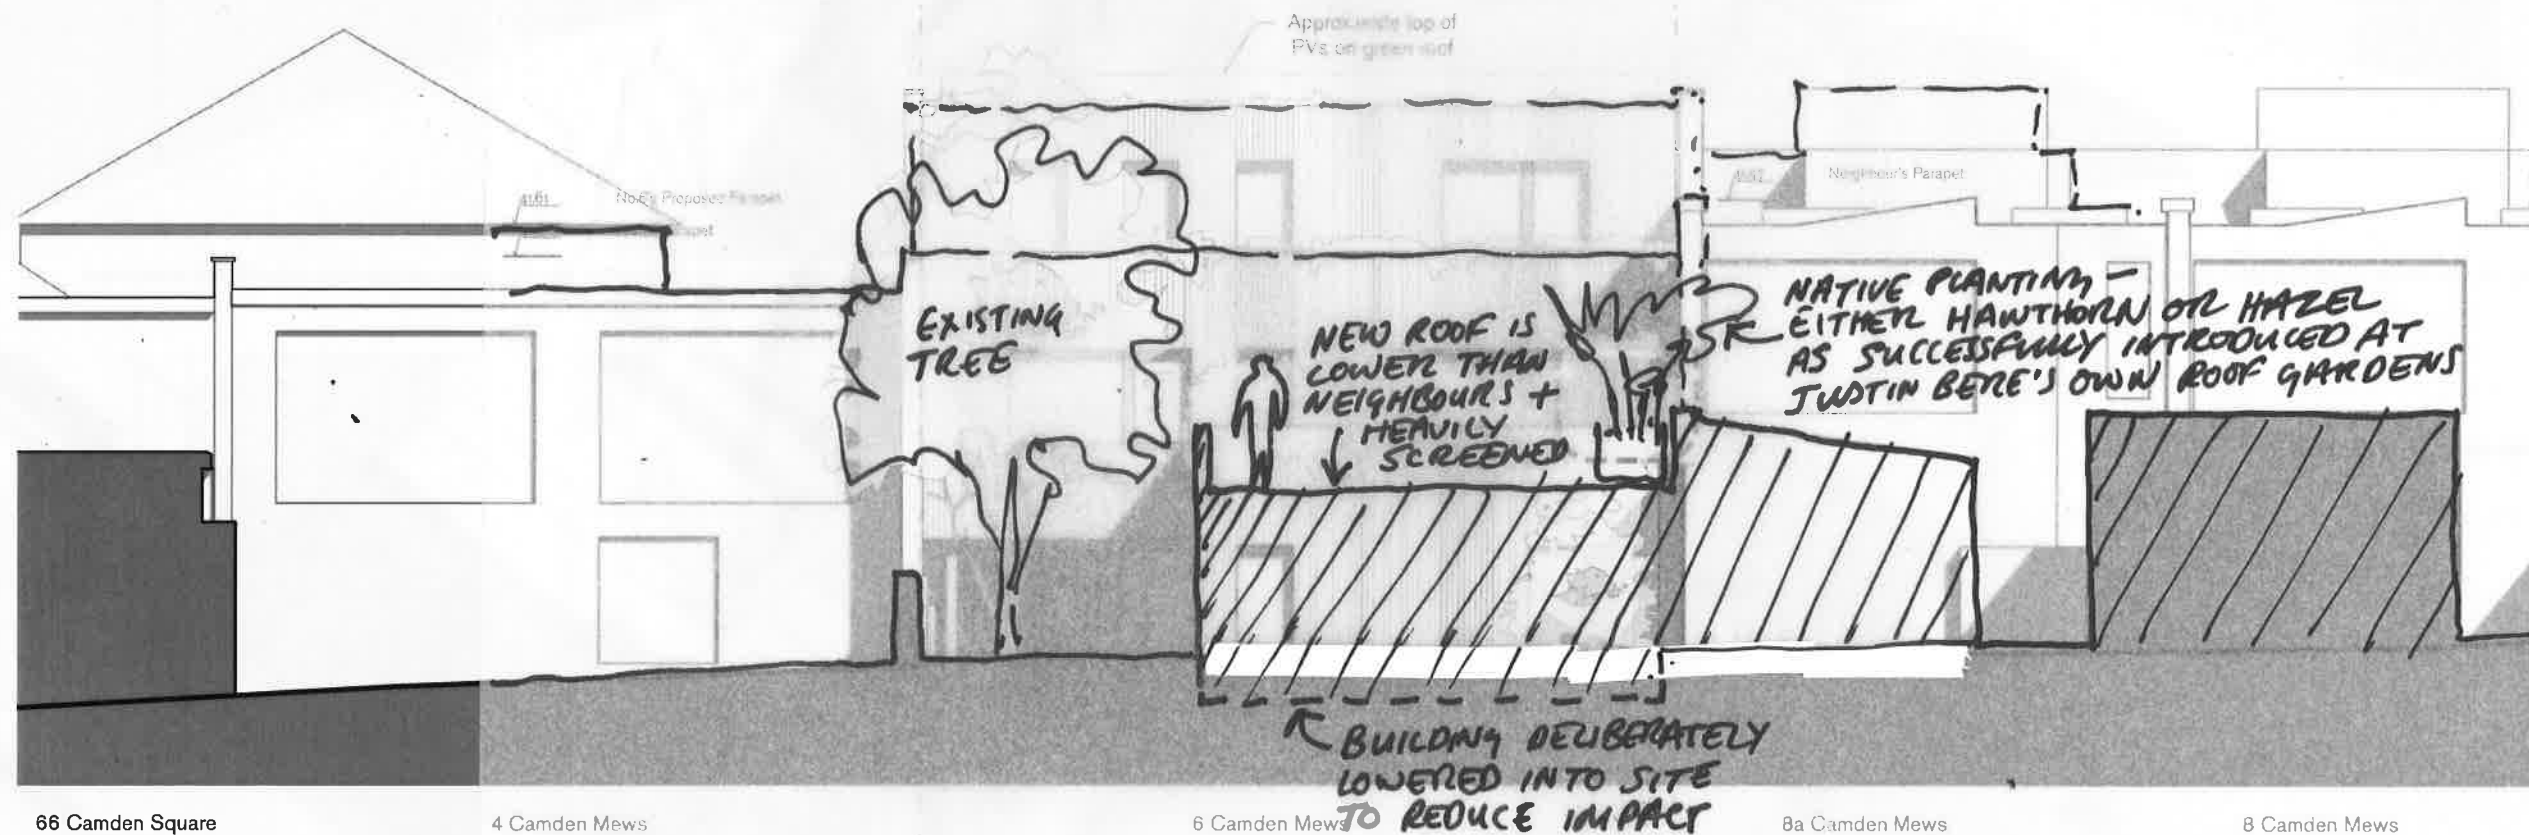 Approximate top of
PVs on green roof
41.61
No.6's Proposed Parapet
41.57
Neighbour's Parapet
EXISTING
TREE
NEW ROOF IS
LOWER THAN
NEIGHBOURS +
HEAVILY
SCREENED
NATIVE PLANTING -
EITHER HAWTHORN OR HAZEL
AS SUCCESSFULLY INTRODUCED AT
JUSTIN BERE'S OWN ROOF GARDENS
BUILDING DELIBERATELY
LOWERED INTO SITE
TO REDUCE IMPACT
66 Camden Square
4 Camden Mews
6 Camden Mews
8a Camden Mews
8 Camden Mews